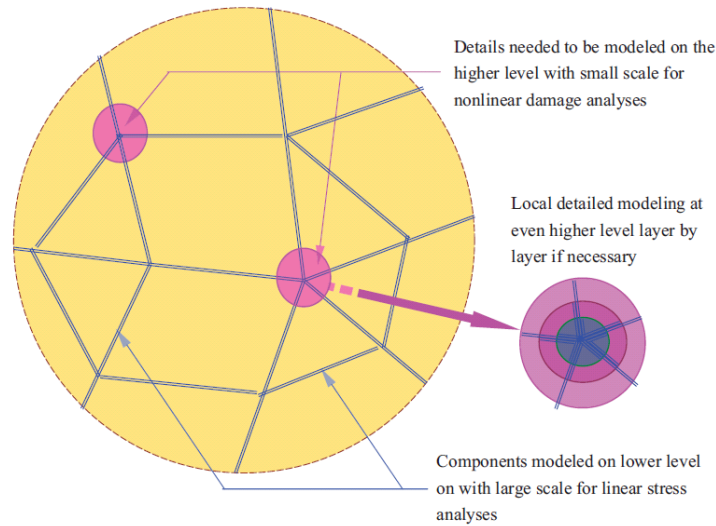 Details needed to be modeled on the
higher level with small scale for
nonlinear damage analyses
Local detailed modeling at
even higher level layer by
layer if necessary
Components modeled on lower level
on with large scale for linear stress
analyses